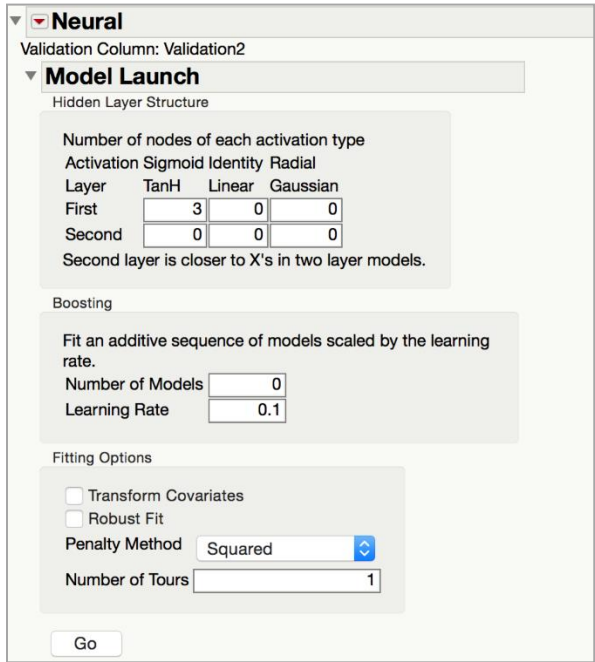 Neural
Validation Column: Validation2
Model Launch
Hidden Layer Structure
Number of nodes of each activation type
Activation Sigmoid Identity Radial
Layer TanH Linear Gaussian
First 3 0 0
Second 0 0 0
Second layer is closer to X's in two layer models.
Boosting
Fit an additive sequence of models scaled by the learning
rate.
Number of Models 0
Learning Rate 0.1
Fitting Options
Transform Covariates
Robust Fit
Penalty Method Squared
Number of Tours 1
Go